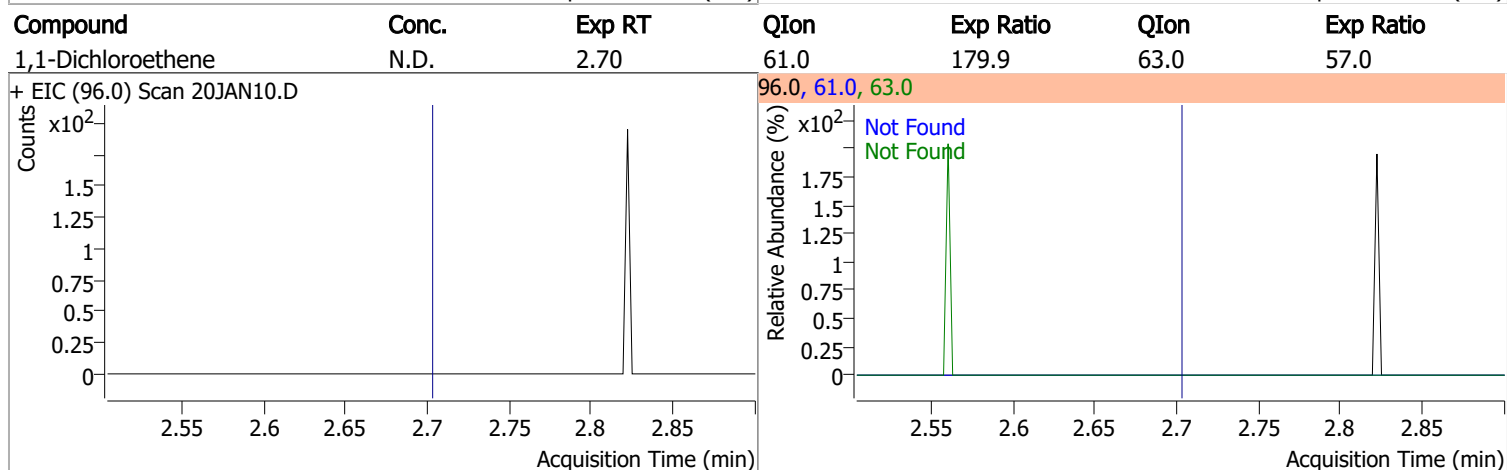 Compound Conc. Exp RT QIon Exp Ratio QIon Exp Ratio
1,1-Dichloroethene N.D. 2.70 61.0 179.9 63.0 57.0
+ EIC (96.0) Scan 20JAN10.D
Counts
x10²
1.5
1.25
1
0.75
0.5
0.25
0
2.55 2.6 2.65 2.7 2.75 2.8 2.85
Acquisition Time (min)
96.0, 61.0, 63.0
Relative Abundance (%)
x10²
Not Found
Not Found
1.75
1.5
1.25
1
0.75
0.5
0.25
0
2.55 2.6 2.65 2.7 2.75 2.8 2.85
Acquisition Time (min)